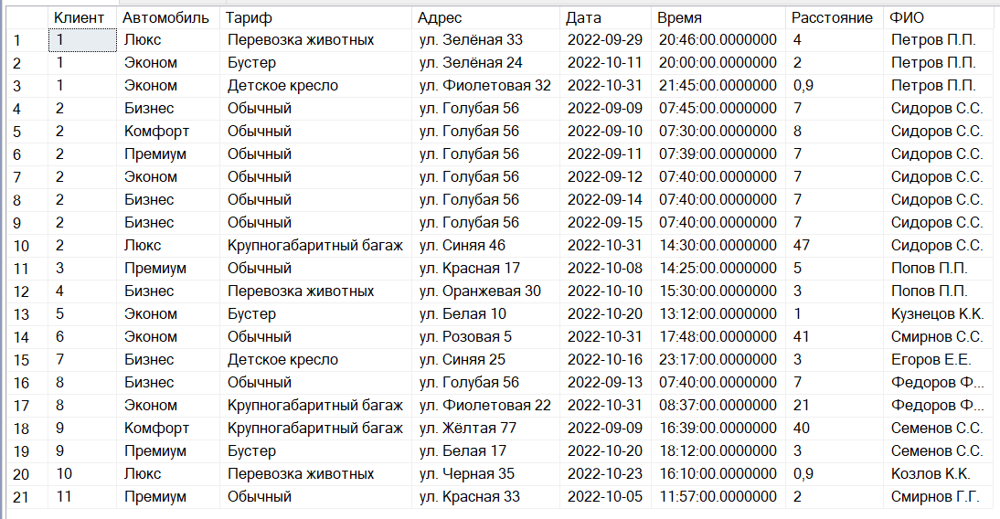 Клиент Автомобиль Тариф Адрес Дата Время Расстояние ФИО
1 1 Люкс Перевозка животных ул. Зелёная 33 2022-09-29 20:46:00.0000000 4 Петров П.П.
2 1 Эконом Бустер ул. Зелёная 24 2022-10-11 20:00:00.0000000 2 Петров П.П.
3 1 Эконом Детское кресло ул. Фиолетовая 32 2022-10-31 21:45:00.0000000 0,9 Петров П.П.
4 2 Бизнес Обычный ул. Голубая 56 2022-09-09 07:45:00.0000000 7 Сидоров С.С.
5 2 Комфорт Обычный ул. Голубая 56 2022-09-10 07:30:00.0000000 8 Сидоров С.С.
6 2 Премиум Обычный ул. Голубая 56 2022-09-11 07:39:00.0000000 7 Сидоров С.С.
7 2 Эконом Обычный ул. Голубая 56 2022-09-12 07:40:00.0000000 7 Сидоров С.С.
8 2 Бизнес Обычный ул. Голубая 56 2022-09-14 07:40:00.0000000 7 Сидоров С.С.
9 2 Бизнес Обычный ул. Голубая 56 2022-09-15 07:40:00.0000000 7 Сидоров С.С.
10 2 Люкс Крупногабаритный багаж ул. Синяя 46 2022-10-31 14:30:00.0000000 47 Сидоров С.С.
11 3 Премиум Обычный ул. Красная 17 2022-10-08 14:25:00.0000000 5 Попов П.П.
12 4 Бизнес Перевозка животных ул. Оранжевая 30 2022-10-10 15:30:00.0000000 3 Попов П.П.
13 5 Эконом Бустер ул. Белая 10 2022-10-20 13:12:00.0000000 1 Кузнецов К.К.
14 6 Эконом Обычный ул. Розовая 5 2022-10-31 17:48:00.0000000 41 Смирнов С.С.
15 7 Бизнес Детское кресло ул. Синяя 25 2022-10-16 23:17:00.0000000 3 Егоров Е.Е.
16 8 Бизнес Обычный ул. Голубая 56 2022-09-13 07:40:00.0000000 7 Федоров Ф...
17 8 Эконом Крупногабаритный багаж ул. Фиолетовая 22 2022-10-31 08:37:00.0000000 21 Федоров Ф...
18 9 Комфорт Крупногабаритный багаж ул. Жёлтая 77 2022-09-09 16:39:00.0000000 40 Семенов С.С.
19 9 Премиум Бустер ул. Белая 17 2022-10-20 18:12:00.0000000 3 Семенов С.С.
20 10 Люкс Перевозка животных ул. Черная 35 2022-10-23 16:10:00.0000000 0,9 Козлов К.К.
21 11 Премиум Обычный ул. Красная 33 2022-10-05 11:57:00.0000000 2 Смирнов Г.Г.